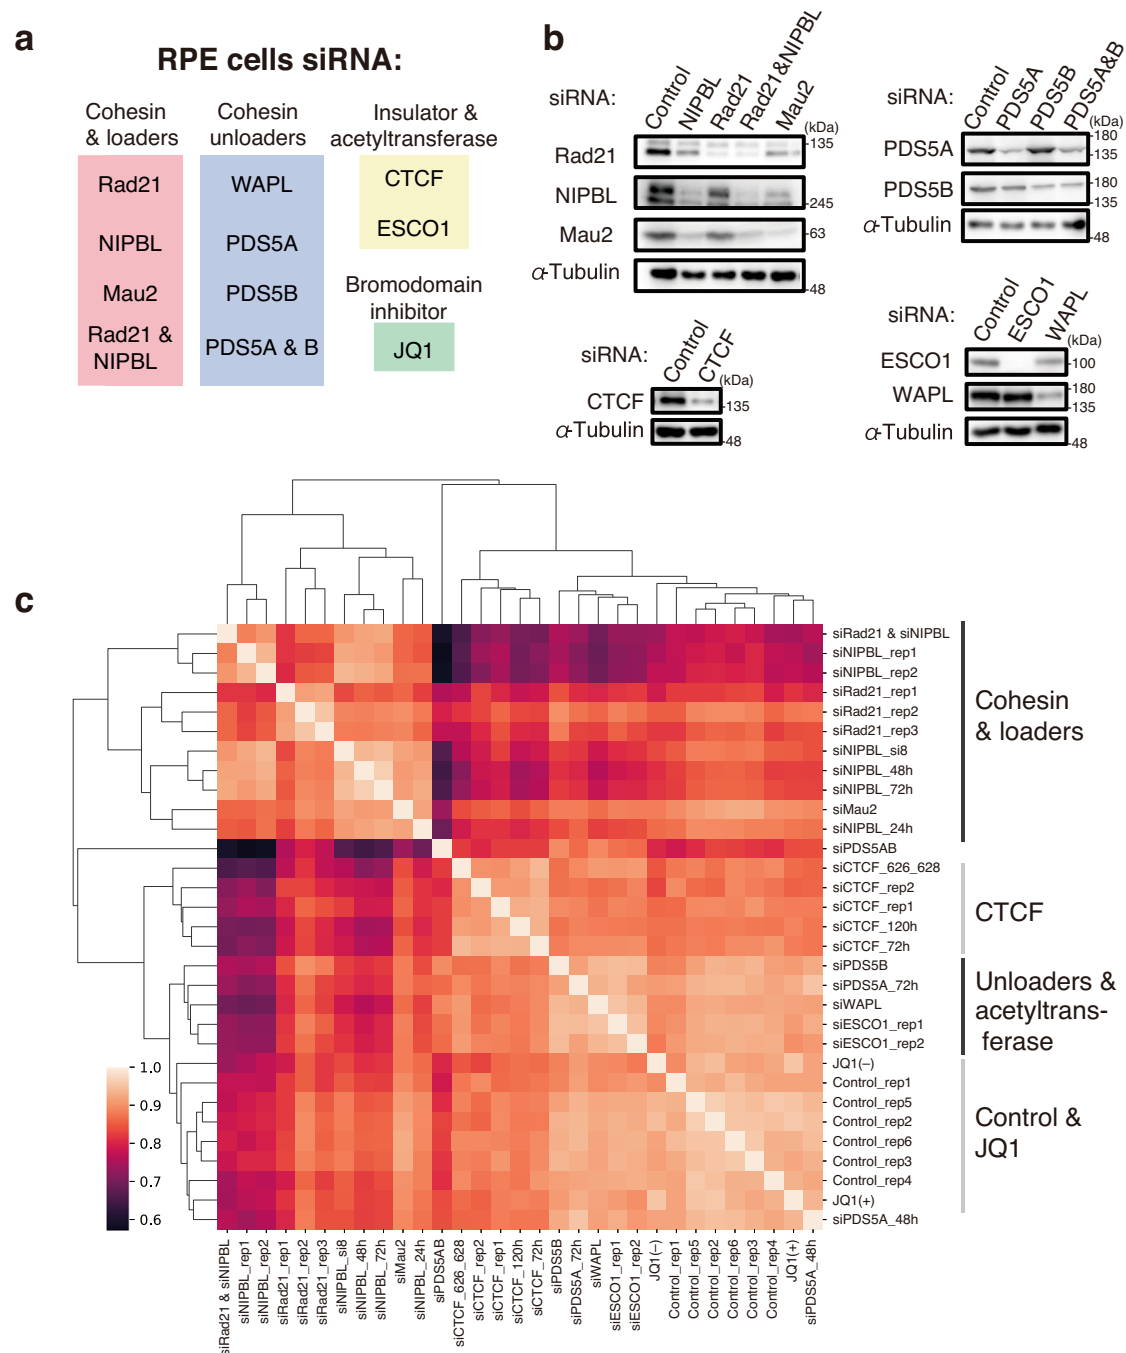 a
RPE cells siRNA:
Cohesin
& loaders
Rad21
NIPBL
Mau2
Rad21 &
NIPBL
Cohesin
unloaders
WAPL
PDS5A
PDS5B
PDS5A & B
Insulator &
acetyltransferase
CTCF
ESCO1
Bromodomain
inhibitor
JQ1
b
siRNA:
Control
NIPBL
Rad21
Rad21&NIPBL
Mau2
(kDa)
Rad21
-135
NIPBL
-245
Mau2
-63
α-Tubulin
-48
siRNA:
Control
PDS5A
PDS5B
PDS5A&B
(kDa)
-180
PDS5A
-135
PDS5B
-180
-135
α-Tubulin
-48
siRNA:
Control
CTCF
(kDa)
CTCF
-135
α-Tubulin
-48
siRNA:
Control
ESCO1
WAPL
(kDa)
ESCO1
-100
WAPL
-180
-135
α-Tubulin
-48
c
siRad21 & siNIPBL
siNIPBL_rep1
siNIPBL_rep2
siRad21_rep1
siRad21_rep2
siRad21_rep3
siNIPBL_si8
siNIPBL_48h
siNIPBL_72h
siMau2
siNIPBL_24h
siPDS5AB
siCTCF_626_628
siCTCF_rep2
siCTCF_rep1
siCTCF_120h
siCTCF_72h
siPDS5B
siPDS5A_72h
siWAPL
siESCO1_rep1
siESCO1_rep2
JQ1(–)
Control_rep1
Control_rep5
Control_rep2
Control_rep6
Control_rep3
Control_rep4
JQ1(+)
siPDS5A_48h
Cohesin
& loaders
CTCF
Unloaders &
acetyltrans-
ferase
Control &
JQ1
1.0
0.9
0.8
0.7
0.6
siRad21 & siNIPBL
siNIPBL_rep1
siNIPBL_rep2
siRad21_rep1
siRad21_rep2
siRad21_rep3
siNIPBL_si8
siNIPBL_48h
siNIPBL_72h
siMau2
siNIPBL_24h
siPDS5AB
siCTCF_626_628
siCTCF_rep2
siCTCF_rep1
siCTCF_120h
siCTCF_72h
siPDS5B
siPDS5A_72h
siWAPL
siESCO1_rep1
siESCO1_rep2
JQ1(–)
Control_rep1
Control_rep5
Control_rep2
Control_rep6
Control_rep3
Control_rep4
JQ1(+)
siPDS5A_48h